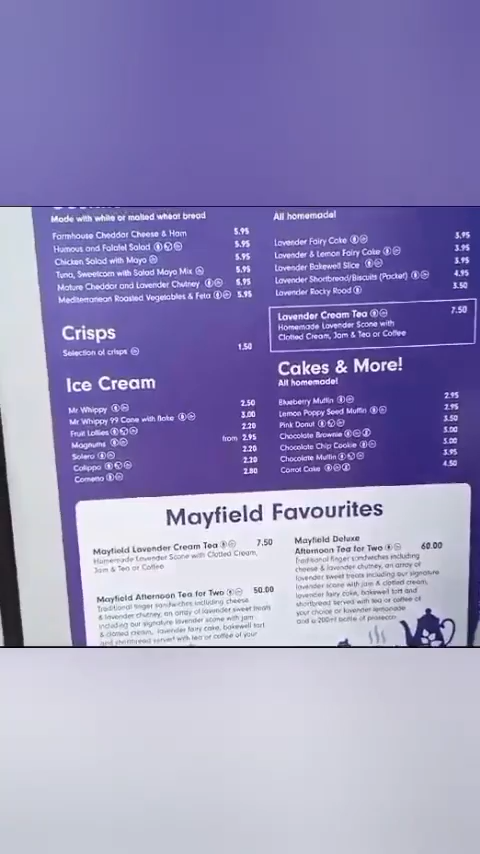 Made with white or malted wheat bread
Farmhouse Cheddar Cheese & Ham 5.95
Humous and Falafel Salad 5.95
Chicken Salad with Mayo 5.95
Tuna, Sweetcorn with Salad Mayo Mix 5.95
Mature Cheddar and Lavender Chutney 5.95
Mediterranean Roasted Vegetables & Feta 5.95
Crisps
Selection of crisps 1.50
Ice Cream
Mr Whippy 2.50
Mr Whippy 99 Cone with flake 3.00
Fruit Lollies 2.20
Magnums from 2.95
Solero 2.20
Calippo 2.20
Cornetto 2.80
All homemade!
Lavender Fairy Cake 3.95
Lavender & Lemon Fairy Cake 3.95
Lavender Bakewell Slice 3.95
Lavender Shortbread/Biscuits (Packet) 4.95
Lavender Rocky Road 3.50
Lavender Cream Tea 7.50
Homemade Lavender Scone with
Clotted Cream, Jam & Tea or Coffee
Cakes & More!
All homemade!
Blueberry Muffin 2.95
Lemon Poppy Seed Muffin 2.95
Pink Donut 3.50
Chocolate Brownie 3.00
Chocolate Chip Cookie 3.00
Chocolate Muffin 3.95
Carrot Cake 4.50
Mayfield Favourites
Mayfield Lavender Cream Tea 7.50
Homemade Lavender Scone with Clotted Cream,
Jam & Tea or Coffee
Mayfield Afternoon Tea for Two 50.00
Traditional finger sandwiches including cheese
& lavender chutney, an array of lavender sweet treats
including our signature lavender scone with jam
& clotted cream, lavender fairy cake, bakewell tart
and shortbread served with tea or coffee of your
Mayfield Deluxe
Afternoon Tea for Two 60.00
Traditional finger sandwiches including
cheese & lavender chutney, an array of
lavender sweet treats including our signature
lavender scone with jam & clotted cream,
lavender fairy cake, bakewell tart and
shortbread served with tea or coffee of
your choice or lavender lemonade
and a 200ml bottle of prosecco